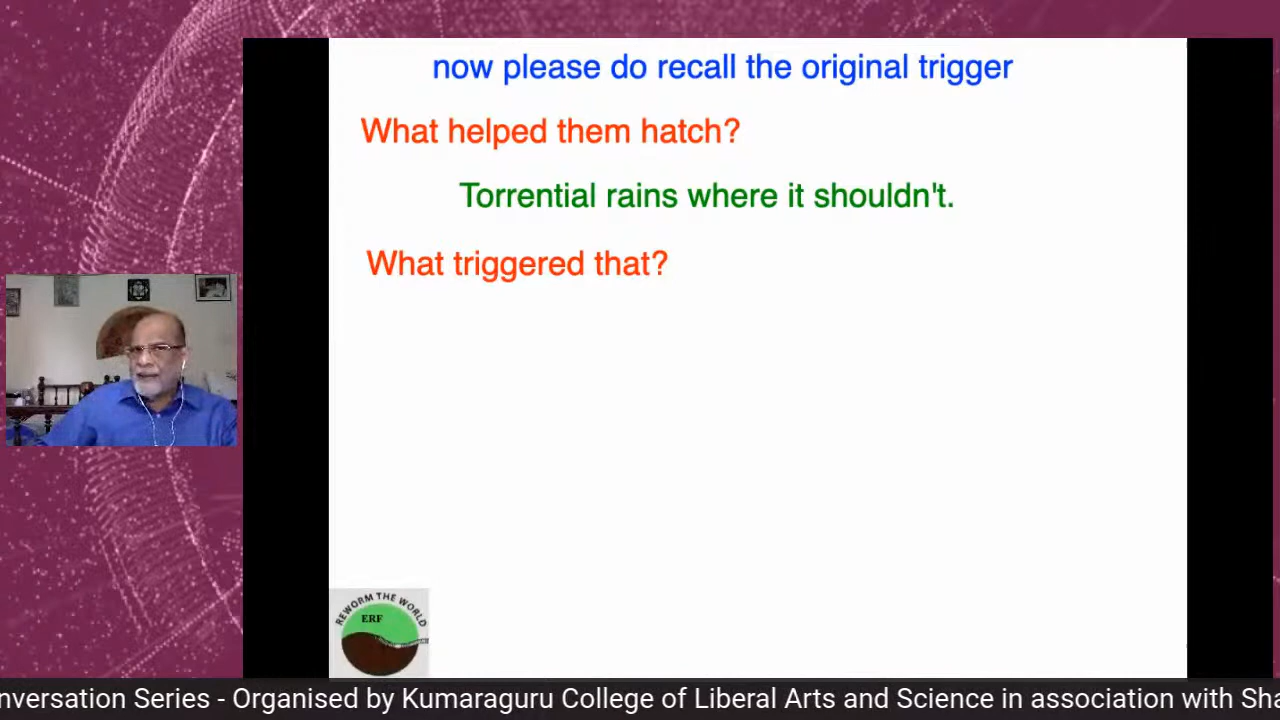 now please do recall the original trigger
What helped them hatch?
Torrential rains where it shouldn't.
What triggered that?
REWORM THE WORLD
ERF
nversation Series - Organised by Kumaraguru College of Liberal Arts and Science in association with Sha